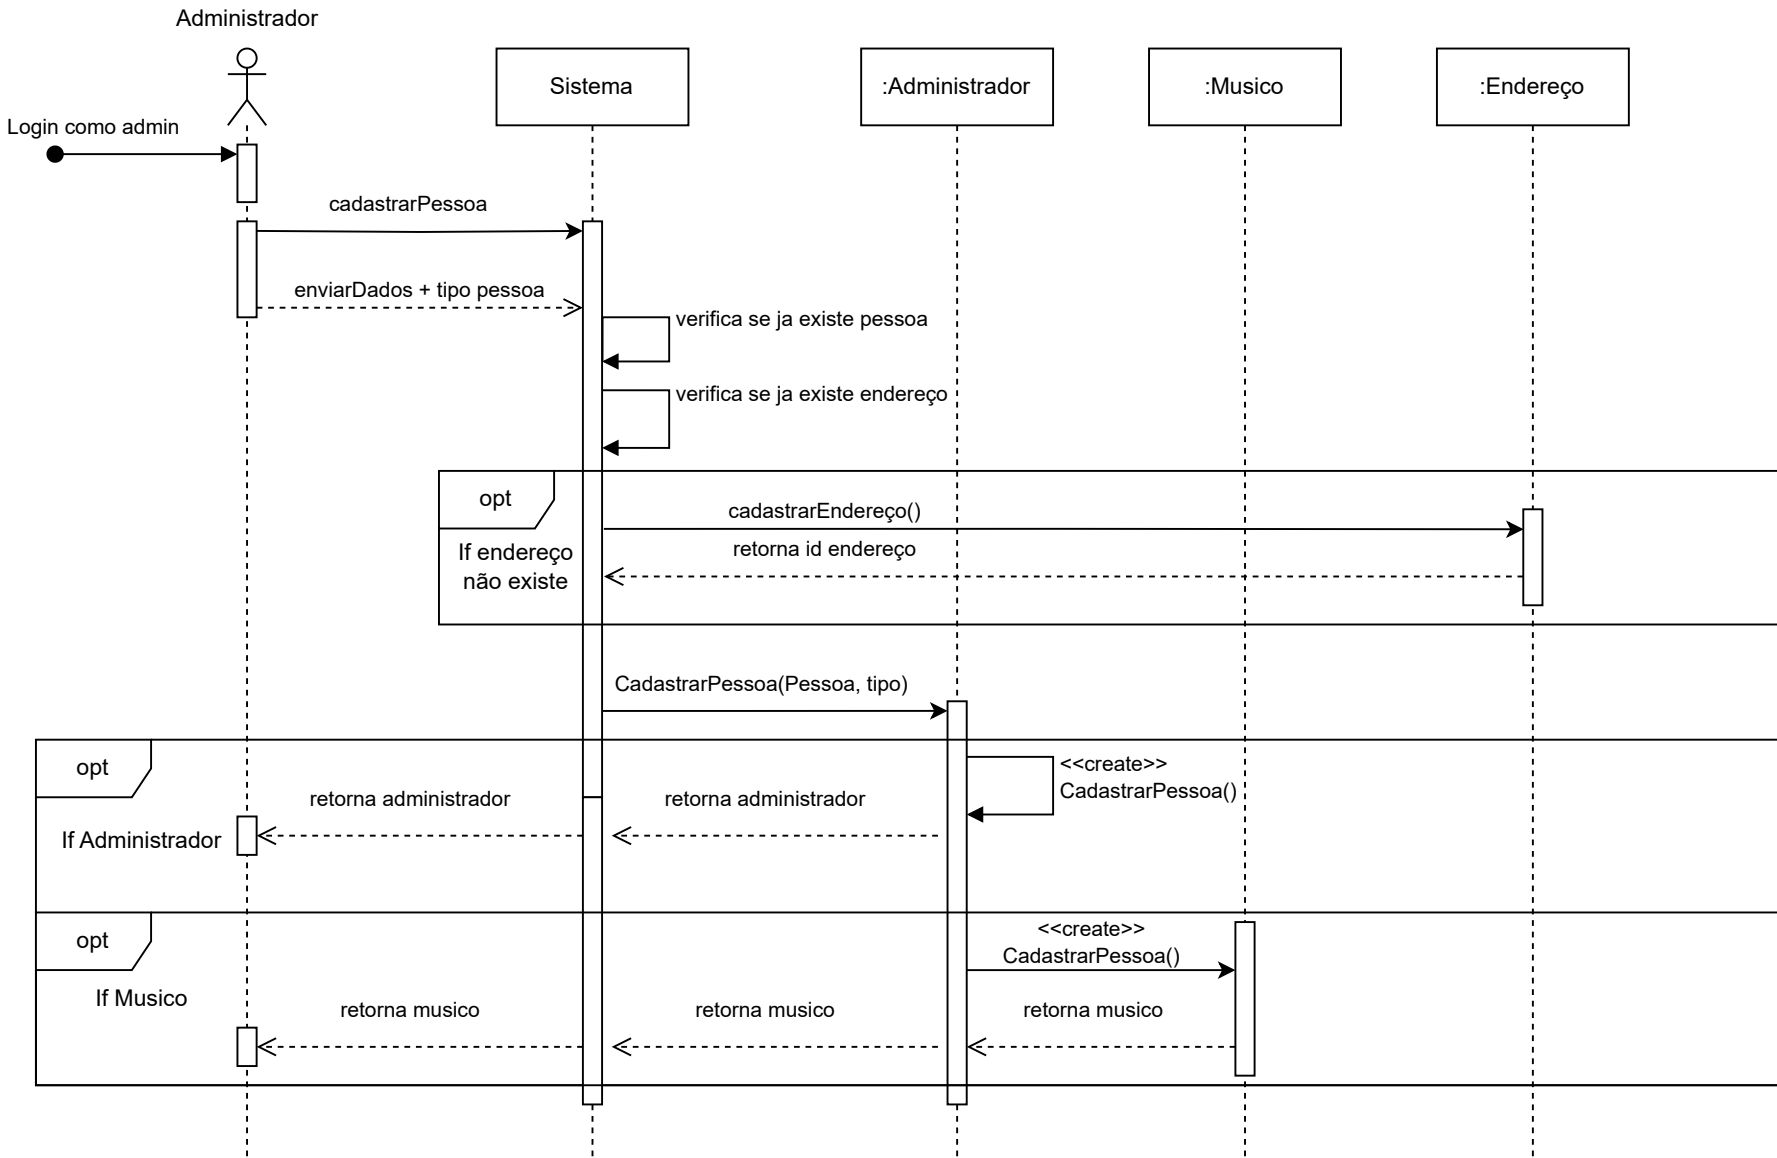 Administrador
Sistema
:Administrador
:Musico
:Endereço
Login como admin
cadastrarPessoa
enviarDados + tipo pessoa
verifica se ja existe pessoa
verifica se ja existe endereço
opt
cadastrarEndereço()
If endereço
não existe
retorna id endereço
CadastrarPessoa(Pessoa, tipo)
opt
<<create>>
CadastrarPessoa()
retorna administrador
retorna administrador
If Administrador
opt
<<create>>
CadastrarPessoa()
If Musico
retorna musico
retorna musico
retorna musico